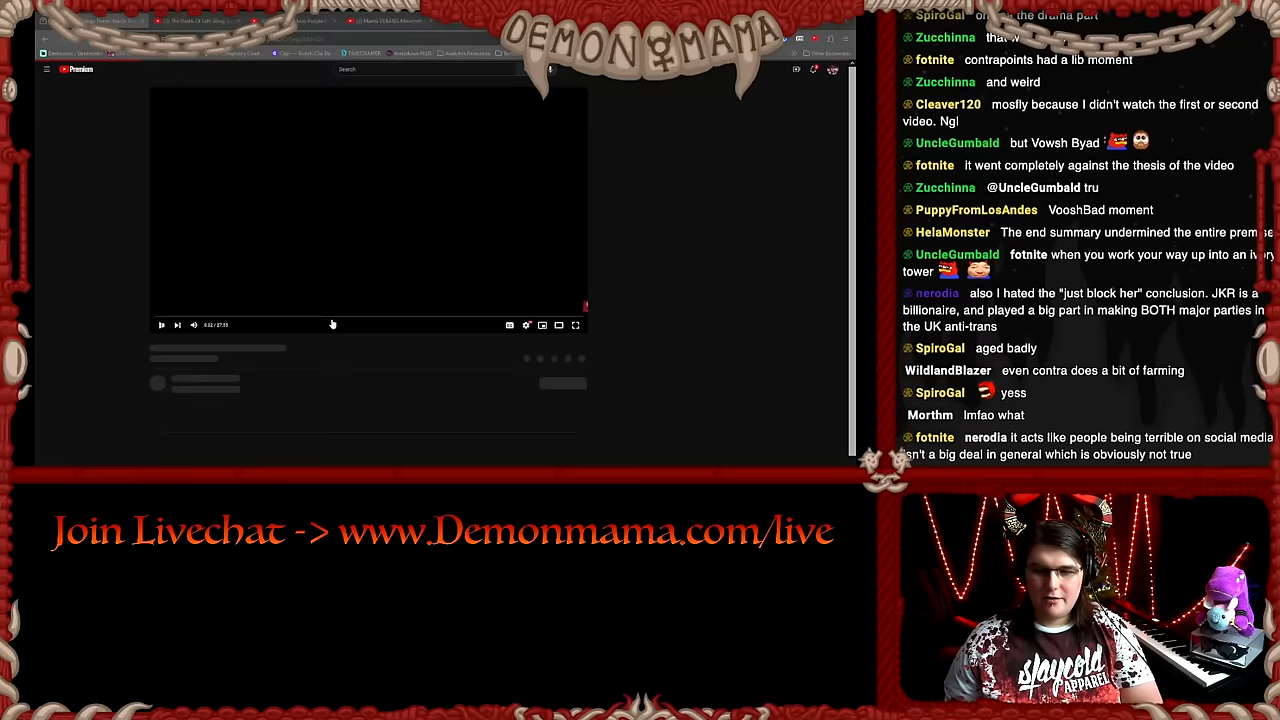 DEMON MAMA
Premium
Search
0:02 / 27:55
SpiroGal the drama part
Zucchinna
fotnite contrapoints had a lib moment
Zucchinna and weird
Cleaver120 mosfly because I didn't watch the first or second
video. Ngl
UncleGumbald but Vowsh Byad
fotnite it went completely against the thesis of the video
Zucchinna @UncleGumbald tru
PuppyFromLosAndes VooshBad moment
HelaMonster The end summary undermined the entire premise
UncleGumbald fotnite when you work your way up into an ivory
tower
nerodia also I hated the "just block her" conclusion. JKR is a
billionaire, and played a big part in making BOTH major parties in
the UK anti-trans
SpiroGal aged badly
WildlandBlazer even contra does a bit of farming
SpiroGal yess
Morthm lmfao what
fotnite nerodia it acts like people being terrible on social media
isn't a big deal in general which is obviously not true
Join Livechat -> www.Demonmama.com/live
slaycold
APPAREL